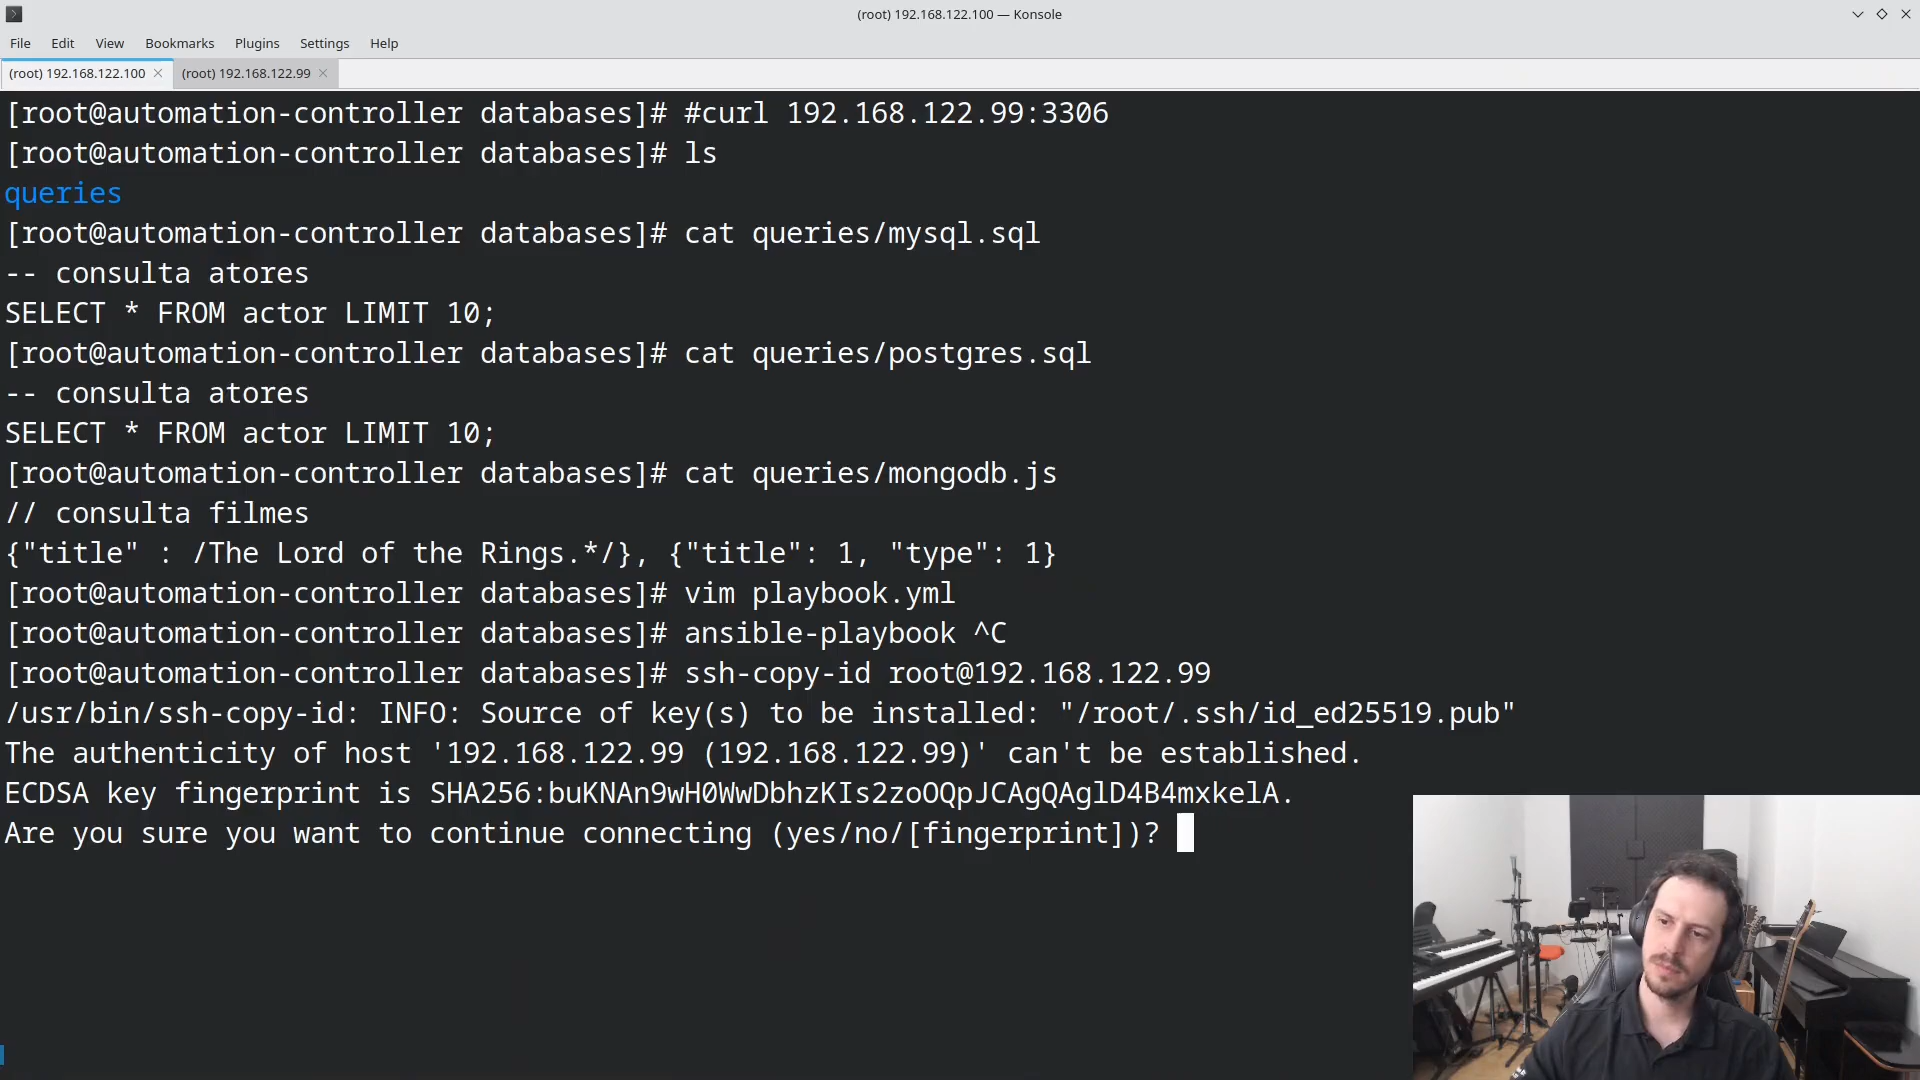 (root) 192.168.122.100 — Konsole
File Edit View Bookmarks Plugins Settings Help
(root) 192.168.122.100 (root) 192.168.122.99
[root@automation-controller databases]# #curl 192.168.122.99:3306
[root@automation-controller databases]# ls
queries
[root@automation-controller databases]# cat queries/mysql.sql
-- consulta atores
SELECT * FROM actor LIMIT 10;
[root@automation-controller databases]# cat queries/postgres.sql
-- consulta atores
SELECT * FROM actor LIMIT 10;
[root@automation-controller databases]# cat queries/mongodb.js
// consulta filmes
{"title" : /The Lord of the Rings.*/}, {"title": 1, "type": 1}
[root@automation-controller databases]# vim playbook.yml
[root@automation-controller databases]# ansible-playbook ^C
[root@automation-controller databases]# ssh-copy-id root@192.168.122.99
/usr/bin/ssh-copy-id: INFO: Source of key(s) to be installed: "/root/.ssh/id_ed25519.pub"
The authenticity of host '192.168.122.99 (192.168.122.99)' can't be established.
ECDSA key fingerprint is SHA256:buKNAn9wH0WwDbhzKIs2zoOQpJCAgQAglD4B4mxkelA.
Are you sure you want to continue connecting (yes/no/[fingerprint])?